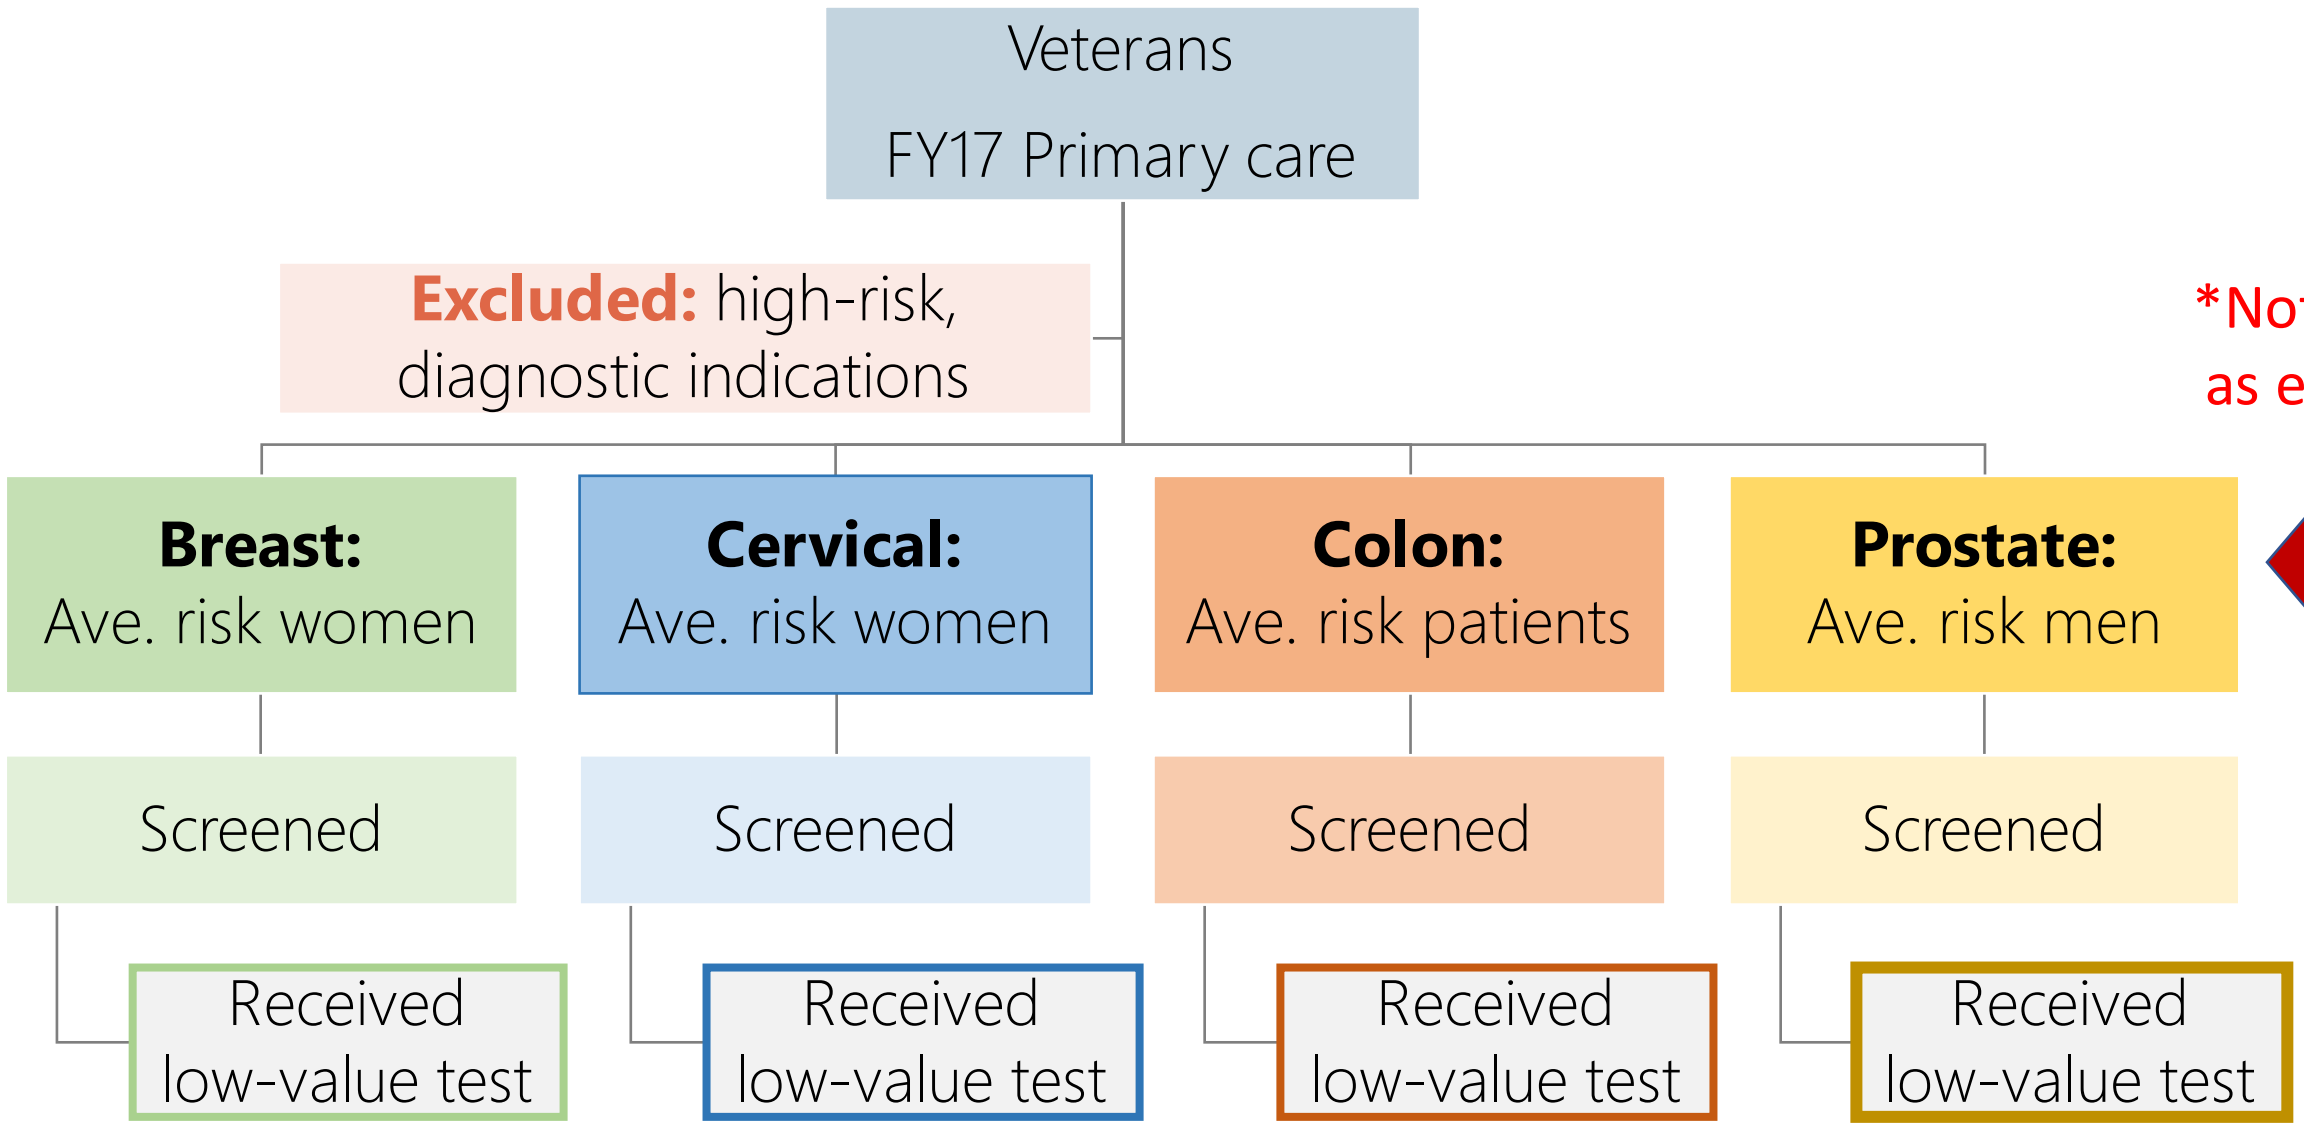 Veterans
FY17 Primary care
Excluded: high-risk,
diagnostic indications
as
Breast:
Ave. risk women
Cervical:
Ave. risk women
Colon:
Ave. risk patients
Prostate:
Ave. risk men
Screened
Screened
Screened
Screened
Received
low-value test
Received
low-value test
Received
low-value test
Received
low-value test